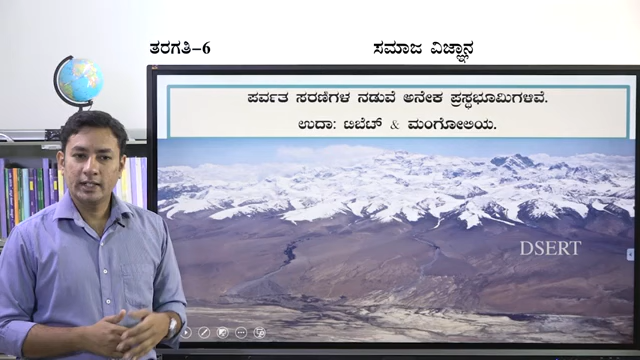 ತರಗತಿ-6 ಸಮಾಜ ವಿಜ್ಞಾನ
ಪರ್ವತ ಸರಣಿಗಳ ನಡುವೆ ಅನೇಕ ಪ್ರಸ್ಥಭೂಮಿಗಳಿವೆ.
ಉದಾ: ಟಿಬೆಟ್ & ಮಂಗೋಲಿಯ.
DSERT